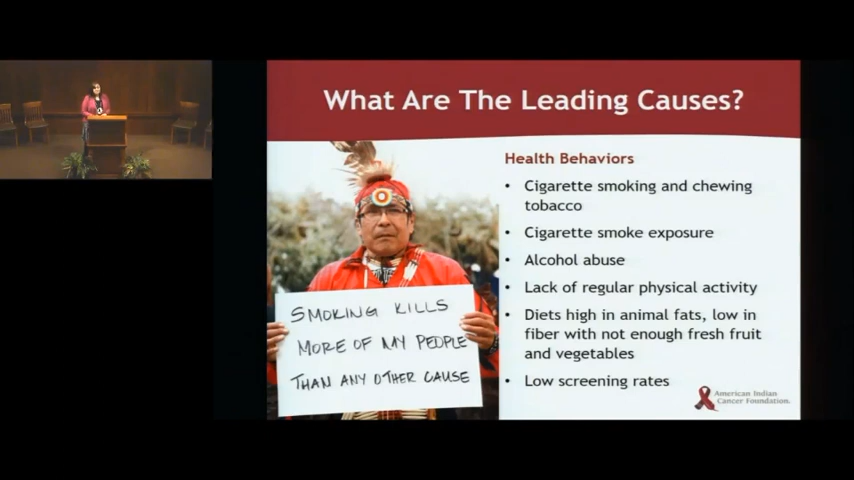 What Are The Leading Causes?
SMOKING KILLS
MORE OF MY PEOPLE
THAN ANY OTHER CAUSE
Health Behaviors
• Cigarette smoking and chewing
tobacco
• Cigarette smoke exposure
• Alcohol abuse
• Lack of regular physical activity
• Diets high in animal fats, low in
fiber with not enough fresh fruit
and vegetables
• Low screening rates
American Indian
Cancer Foundation.